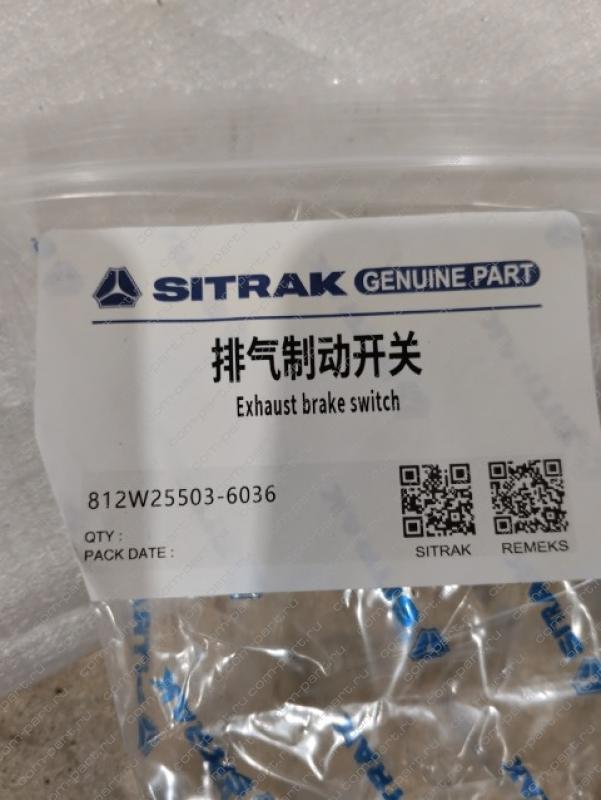 SITRAK GENUINE PART
排气制动开关
Exhaust brake switch
812W25503-6036
QTY :
PACK DATE :
SITRAK
REMEKS